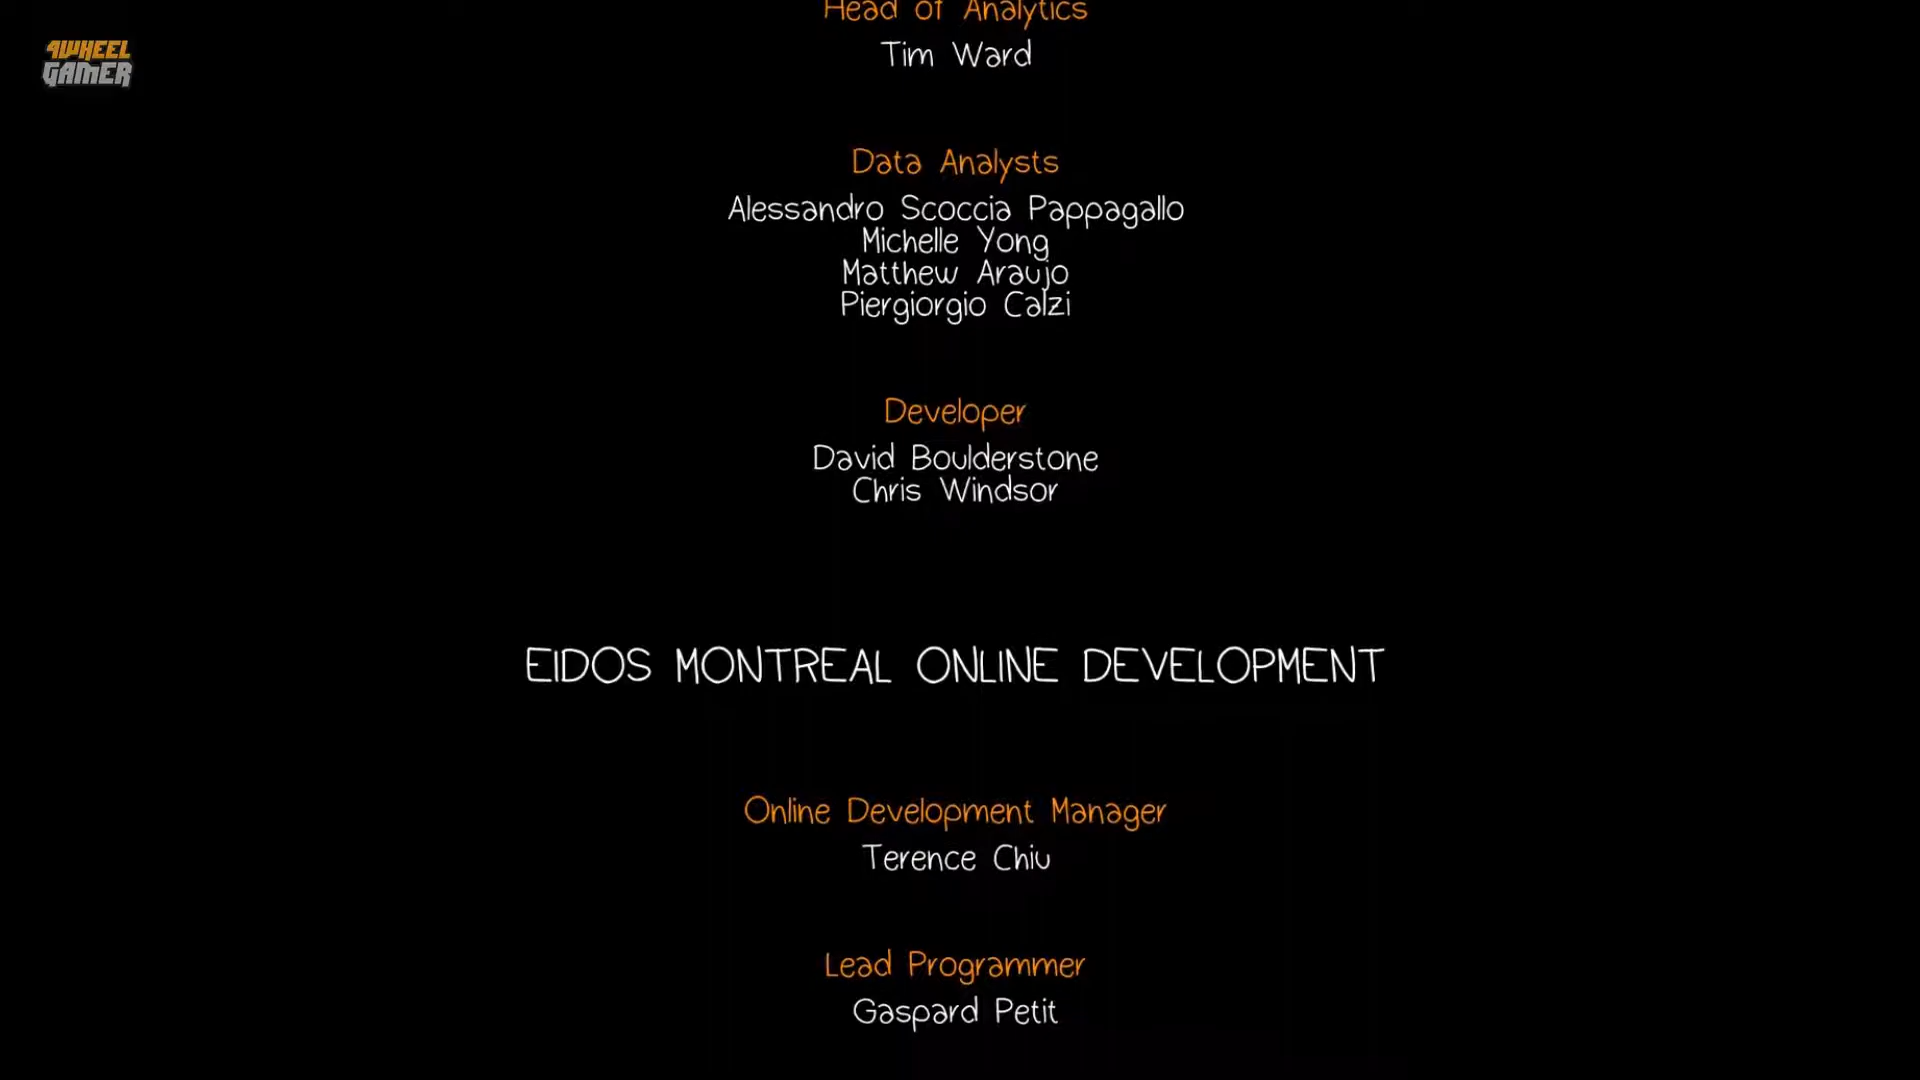 4WHEEL
GAMER
Head of Analytics
Tim Ward
Data Analysts
Alessandro Scoccia Pappagallo
Michelle Yong
Matthew Araujo
Piergiorgio Calzi
Developer
David Boulderstone
Chris Windsor
EIDOS MONTREAL ONLINE DEVELOPMENT
Online Development Manager
Terence Chiu
Lead Programmer
Gaspard Petit